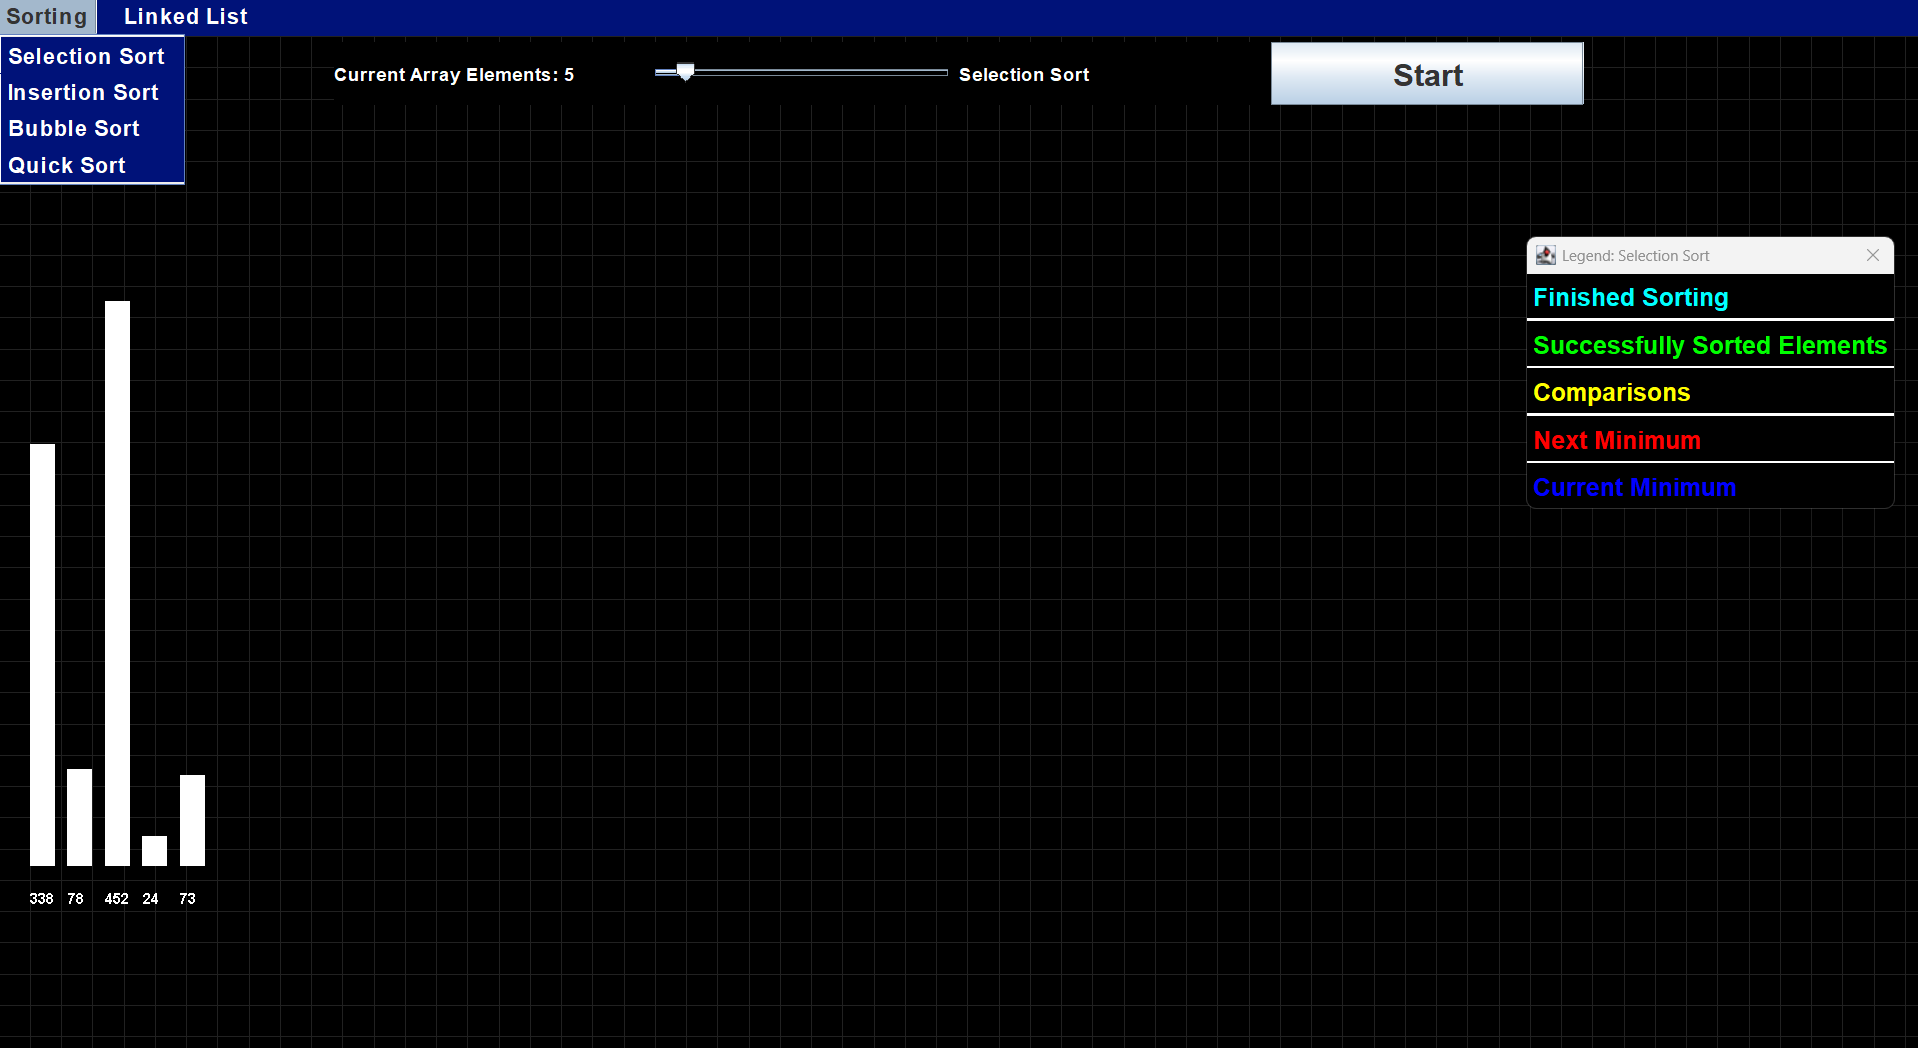 Sorting
Linked List
Selection Sort
Insertion Sort
Bubble Sort
Quick Sort
Current Array Elements: 5
Selection Sort
Start
Legend: Selection Sort
Finished Sorting
Successfully Sorted Elements
Comparisons
Next Minimum
Current Minimum
338 78 452 24 73